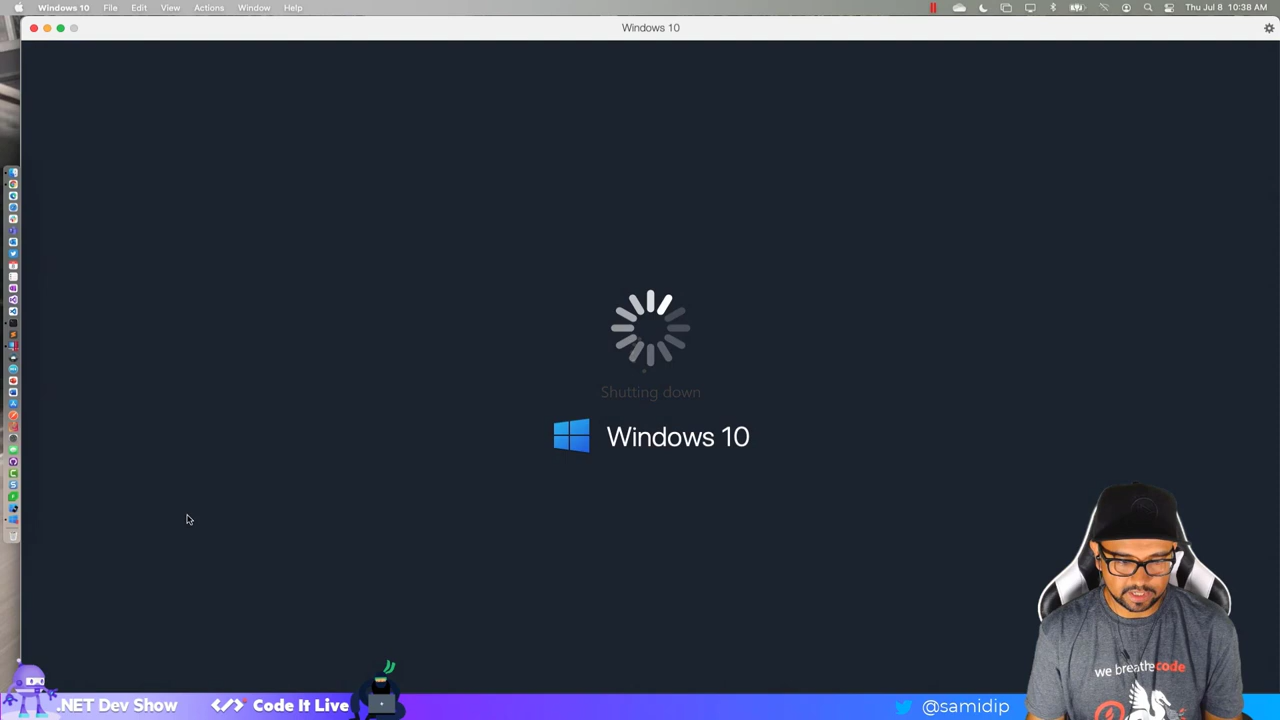 Windows 10 File Edit View Actions Window Help Thu Jul 8 10:38 AM
Windows 10
Shutting down
Windows 10
we breathe code
.NET Dev Show Code It Live @samidip